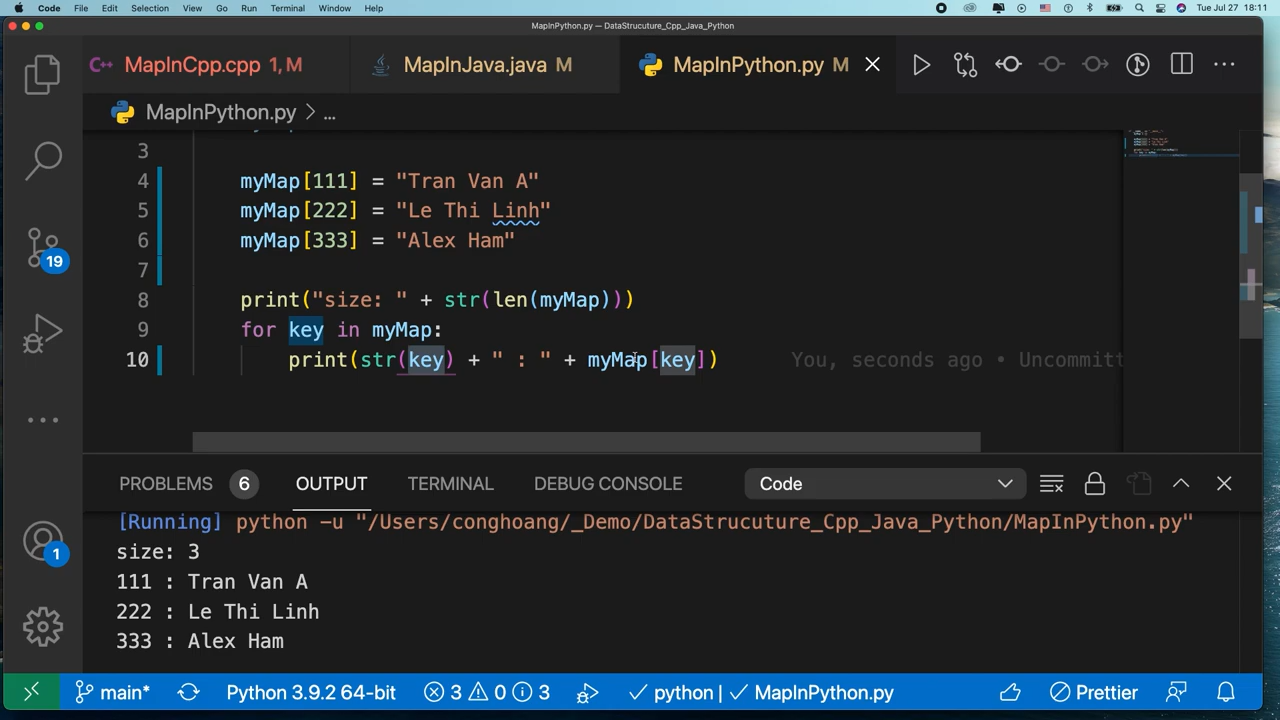 Code File Edit Selection View Go Run Terminal Window Help Tue Jul 27 18:11
MapInPython.py — DataStrucuture_Cpp_Java_Python
MapInCpp.cpp 1, M MapInJava.java M MapInPython.py M
MapInPython.py > ...
3
4 myMap[111] = "Tran Van A"
5 myMap[222] = "Le Thi Linh"
6 myMap[333] = "Alex Ham"
7
8 print("size: " + str(len(myMap)))
9 for key in myMap:
10 print(str(key) + " : " + myMap[key]) You, seconds ago • Uncommitt
19
PROBLEMS 6 OUTPUT TERMINAL DEBUG CONSOLE Code
[Running] python -u "/Users/conghoang/_Demo/DataStrucuture_Cpp_Java_Python/MapInPython.py"
size: 3
111 : Tran Van A
222 : Le Thi Linh
333 : Alex Ham
1
main* Python 3.9.2 64-bit 3 0 3 python | MapInPython.py Prettier